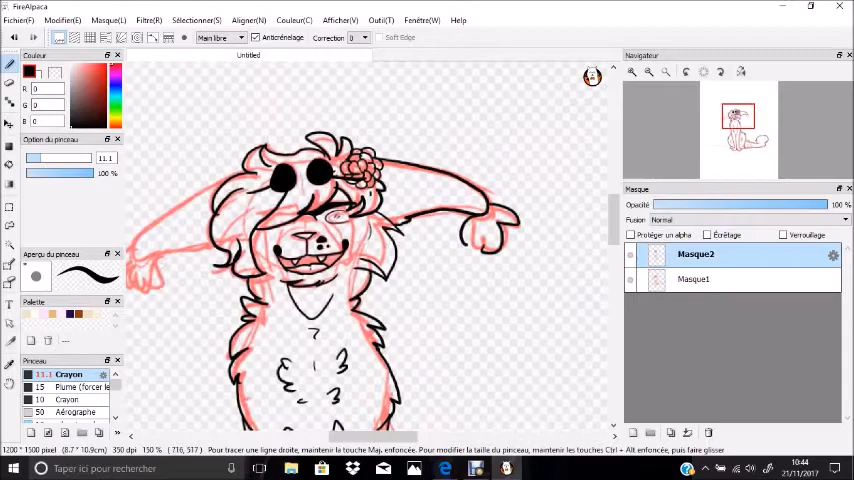 FireAlpaca
Fichier(F) Modifier(E) Masque(L) Filtre(R) Sélectionner(S) Aligner(N) Couleur(C) Afficher(V) Outil(T) Fenêtre(W) Help
Main libre Anticrénelage Correction 0 Soft Edge
Couleur Untitled Navigateur
R 0
G 0
B 0
Option du pinceau
11.1
100 %
Masque
Opacité 100 %
Fusion Normal
Protéger un alpha Écrêtage Verrouillage
Masque2
Aperçu du pinceau
Masque1
Palette
---
Pinceau
11.1 Crayon
15 Plume (forcer le
10 Crayon
50 Aérographe
1200 * 1500 pixel (8.7 * 10.9cm) 350 dpi 150 % ( 716, 517 ) Pour tracer une ligne droite, maintenir la touche Maj. enfoncée. Pour modifier la taille du pinceau, maintenir les touches Ctrl + Alt enfoncée, puis faire glisser
Taper ici pour rechercher
10:44
21/11/2017